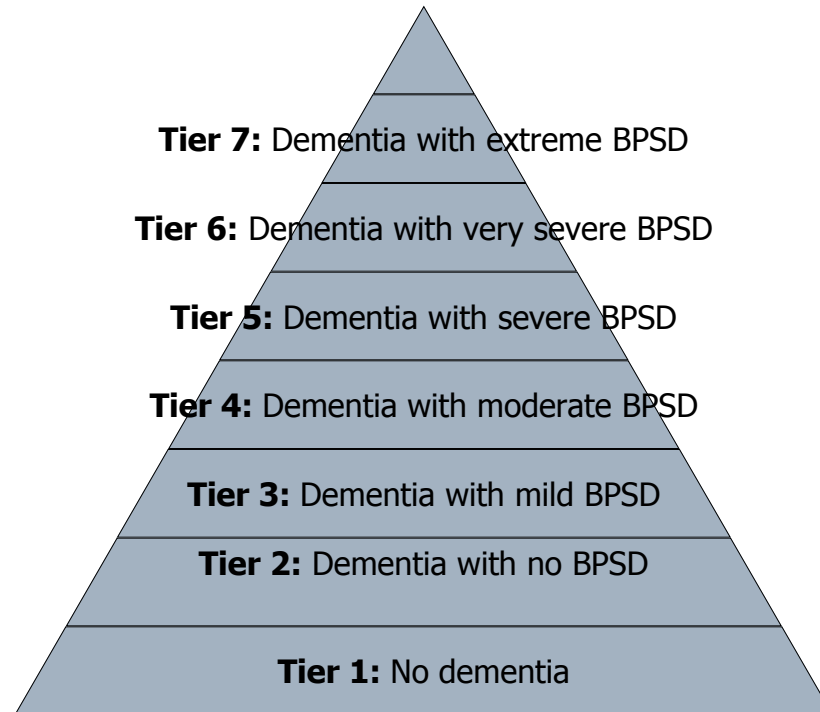 Tier 7: Dementia with extreme BPSD
Tier 6: Dementia with very severe BPSD
Tier 5: Dementia with severe BPSD
Tier 4: Dementia with moderate BPSD
Tier 3: Dementia with mild BPSD
Tier 2: Dementia with no BPSD
Tier 1: No dementia